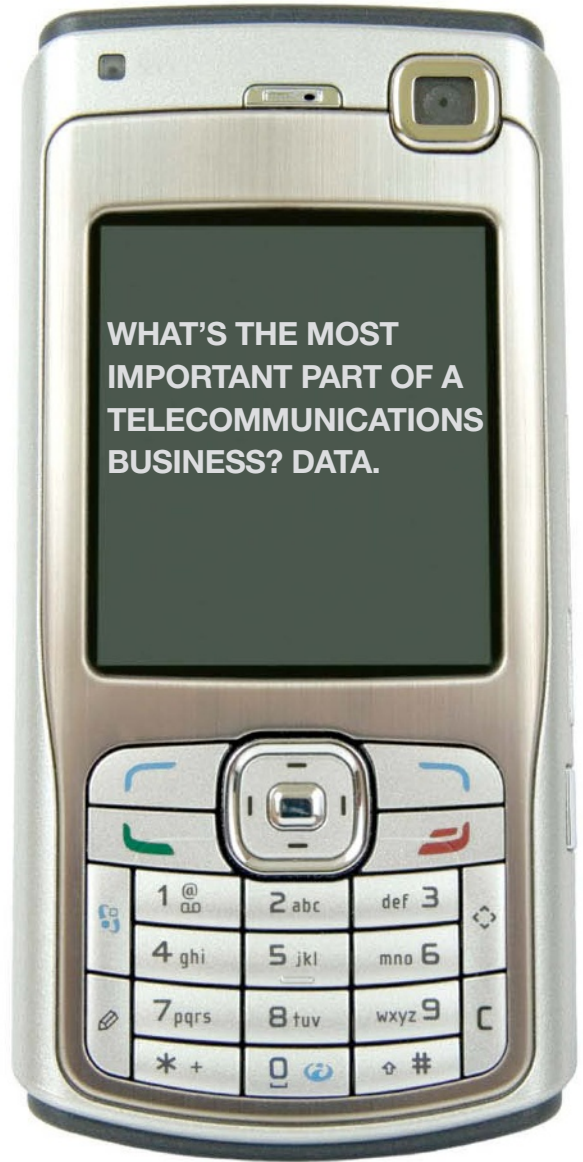 WHAT'S THE MOST
IMPORTANT PART OF A
TELECOMMUNICATIONS
BUSINESS? DATA.
1 @
2 abc
def 3
4 ghi
5 jkl
mno 6
7 pqrs
8 tuv
wxyz 9
C
* +
0
#